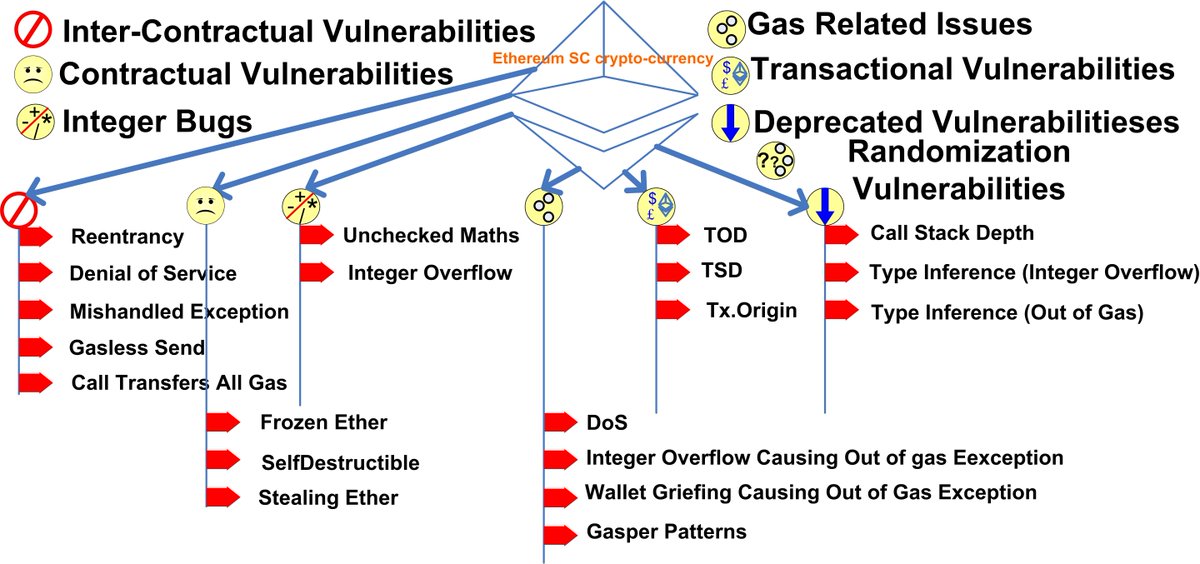 Inter-Contractual Vulnerabilities
Contractual Vulnerabilities
Integer Bugs
Ethereum SC crypto-currency
Gas Related Issues
Transactional Vulnerabilities
Deprecated Vulnerabilitieses
Randomization
Vulnerabilities
Reentrancy
Denial of Service
Mishandled Exception
Gasless Send
Call Transfers All Gas
Frozen Ether
SelfDestructible
Stealing Ether
Unchecked Maths
Integer Overflow
DoS
Integer Overflow Causing Out of gas Eexception
Wallet Griefing Causing Out of Gas Exception
Gasper Patterns
TOD
TSD
Tx.Origin
Call Stack Depth
Type Inference (Integer Overflow)
Type Inference (Out of Gas)